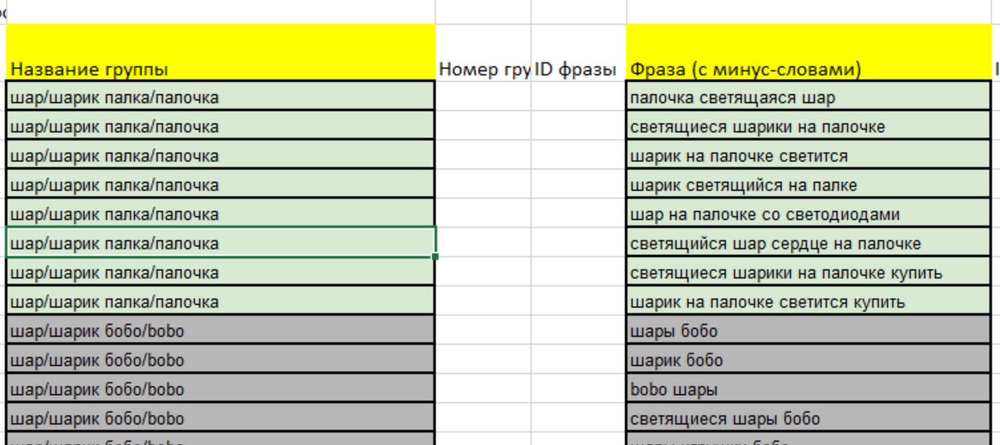 Название группы Номер гру ID фразы Фраза (с минус-словами)
шар/шарик палка/палочка палочка светящаяся шар
шар/шарик палка/палочка светящиеся шарики на палочке
шар/шарик палка/палочка шарик на палочке светится
шар/шарик палка/палочка шарик светящийся на палке
шар/шарик палка/палочка шар на палочке со светодиодами
шар/шарик палка/палочка светящийся шар сердце на палочке
шар/шарик палка/палочка светящиеся шарики на палочке купить
шар/шарик палка/палочка шарик на палочке светится купить
шар/шарик бобо/bobo шары бобо
шар/шарик бобо/bobo шарик бобо
шар/шарик бобо/bobo bobo шары
шар/шарик бобо/bobo светящиеся шары бобо